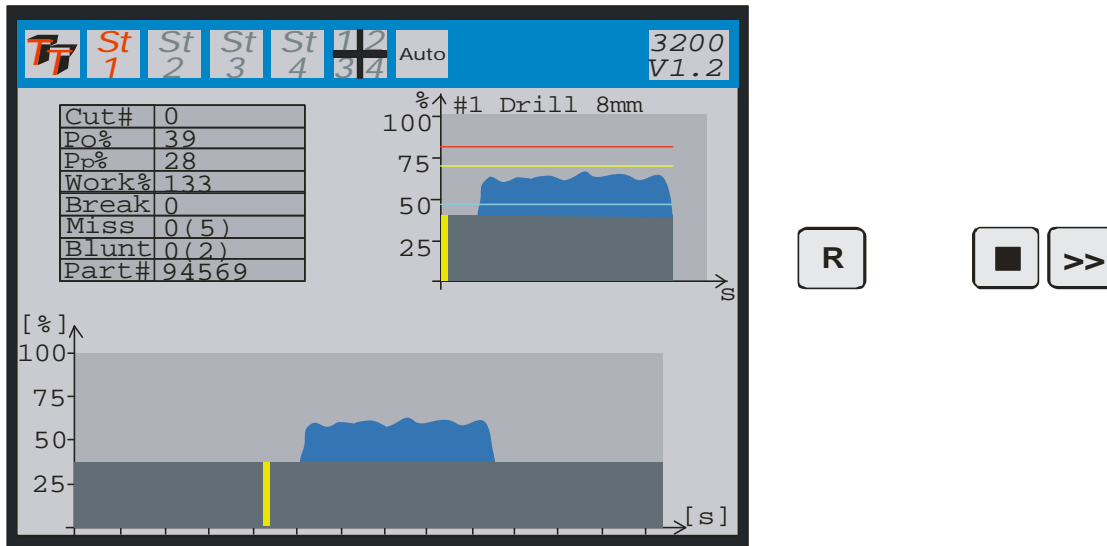 TT
St 1
St 2
St 3
St 4
1 2
3 4
Auto
3200
V1.2
Cut# 0
Po% 39
Pp% 28
Work% 133
Break 0
Miss 0(5)
Blunt 0(2)
Part# 94569
% #1 Drill 8mm
100
75
50
25
s
[%]
100
75
50
25
[s]
R
>>